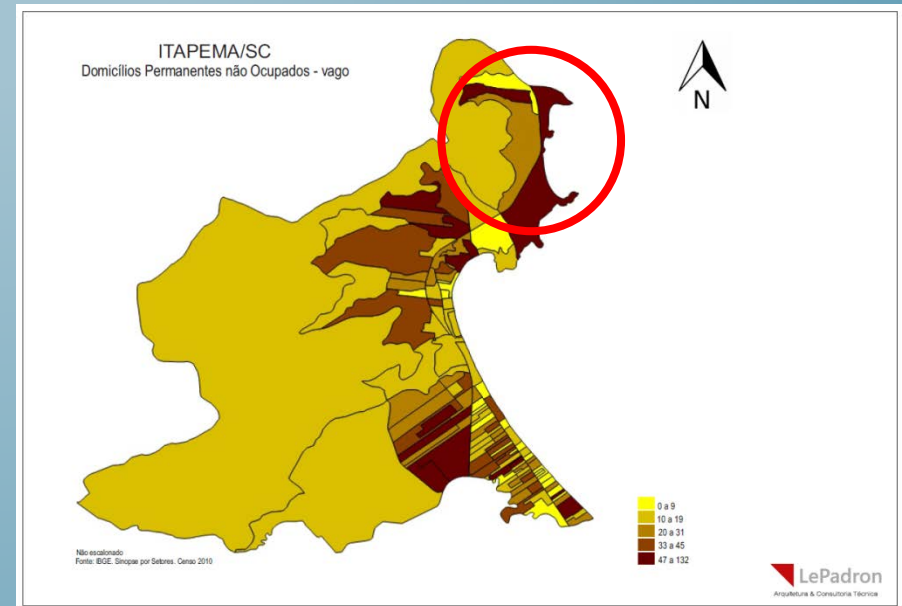 ITAPEMA/SC
Domicílios Permanentes não Ocupados - vago
N
0 a 9
10 a 19
20 a 31
33 a 45
47 a 132
Não escalonado
Fonte: IBGE. Sinopse por Setores. Censo 2010
LePadron
Arquitetura & Consultoria Técnica